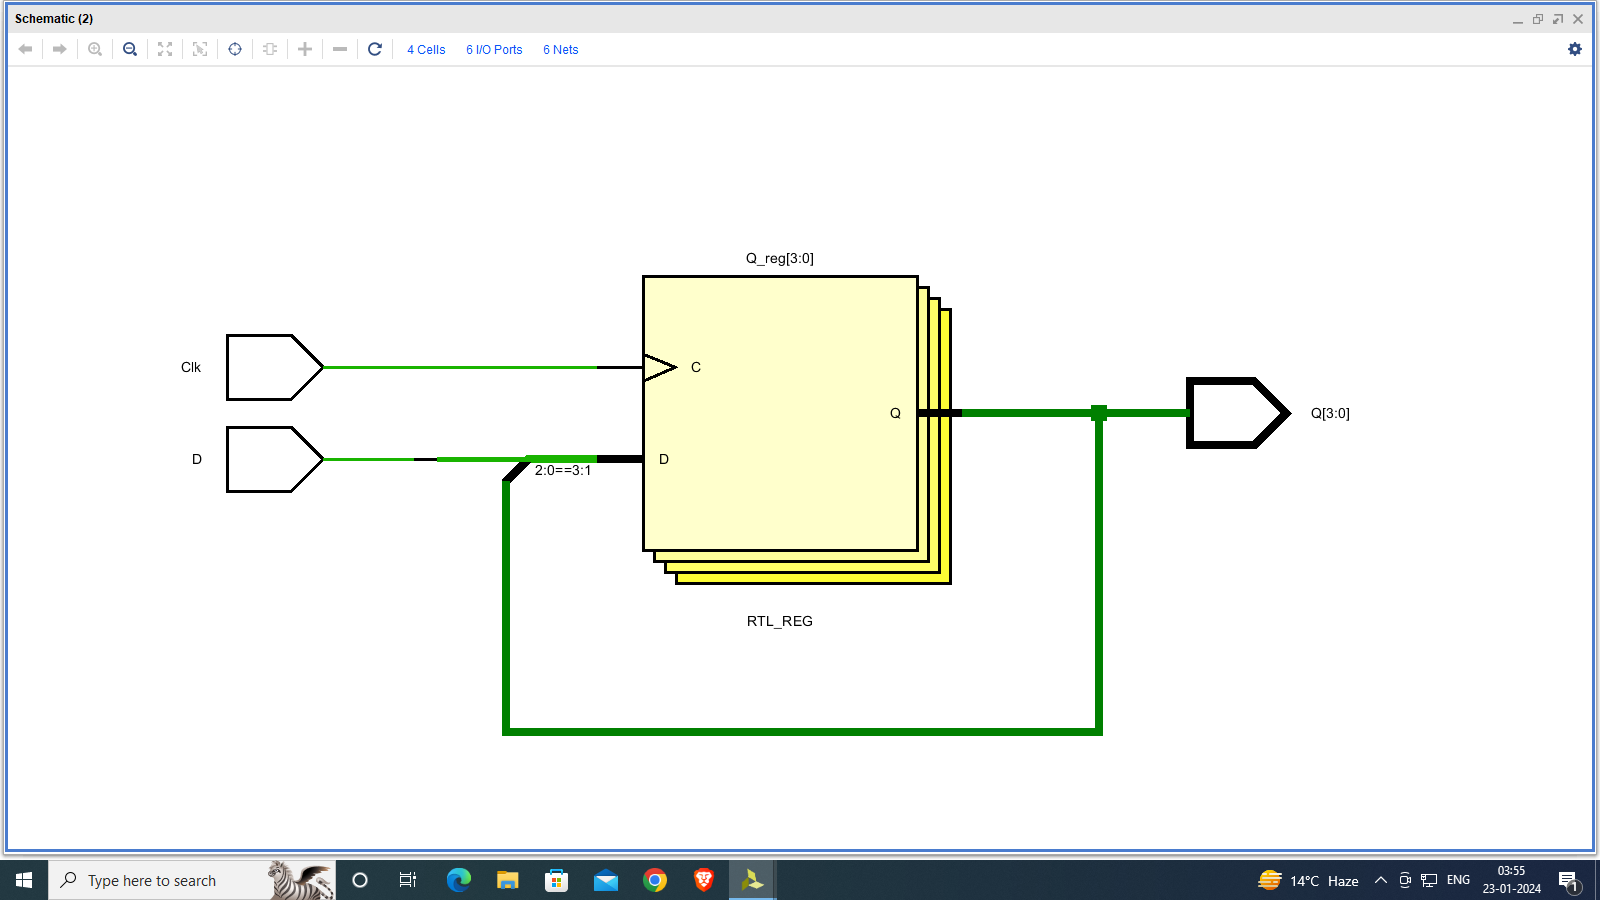 Schematic (2)
4 Cells 6 I/O Ports 6 Nets
Q_reg[3:0]
Clk
C
Q
Q[3:0]
D
D
2:0==3:1
RTL_REG
Type here to search
14°C Haze
ENG
03:55
23-01-2024
1